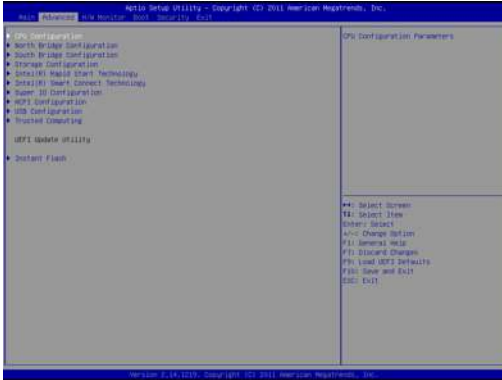 Aptio Setup Utility - Copyright (C) 2011 American Megatrends, Inc.
Main Advanced H/W Monitor Boot Security Exit
CPU Configuration
North Bridge Configuration
South Bridge Configuration
Storage Configuration
Intel(R) Rapid Start Technology
Intel(R) Smart Connect Technology
Super IO Configuration
ACPI Configuration
USB Configuration
Trusted Computing
UEFI Update Utility
Instant Flash
CPU Configuration Parameters
→←: Select Screen
↑↓: Select Item
Enter: Select
+/-: Change Option
F1: General Help
F7: Discard Changes
F9: Load UEFI Defaults
F10: Save and Exit
ESC: Exit
Version 2.14.1219. Copyright (C) 2011 American Megatrends, Inc.